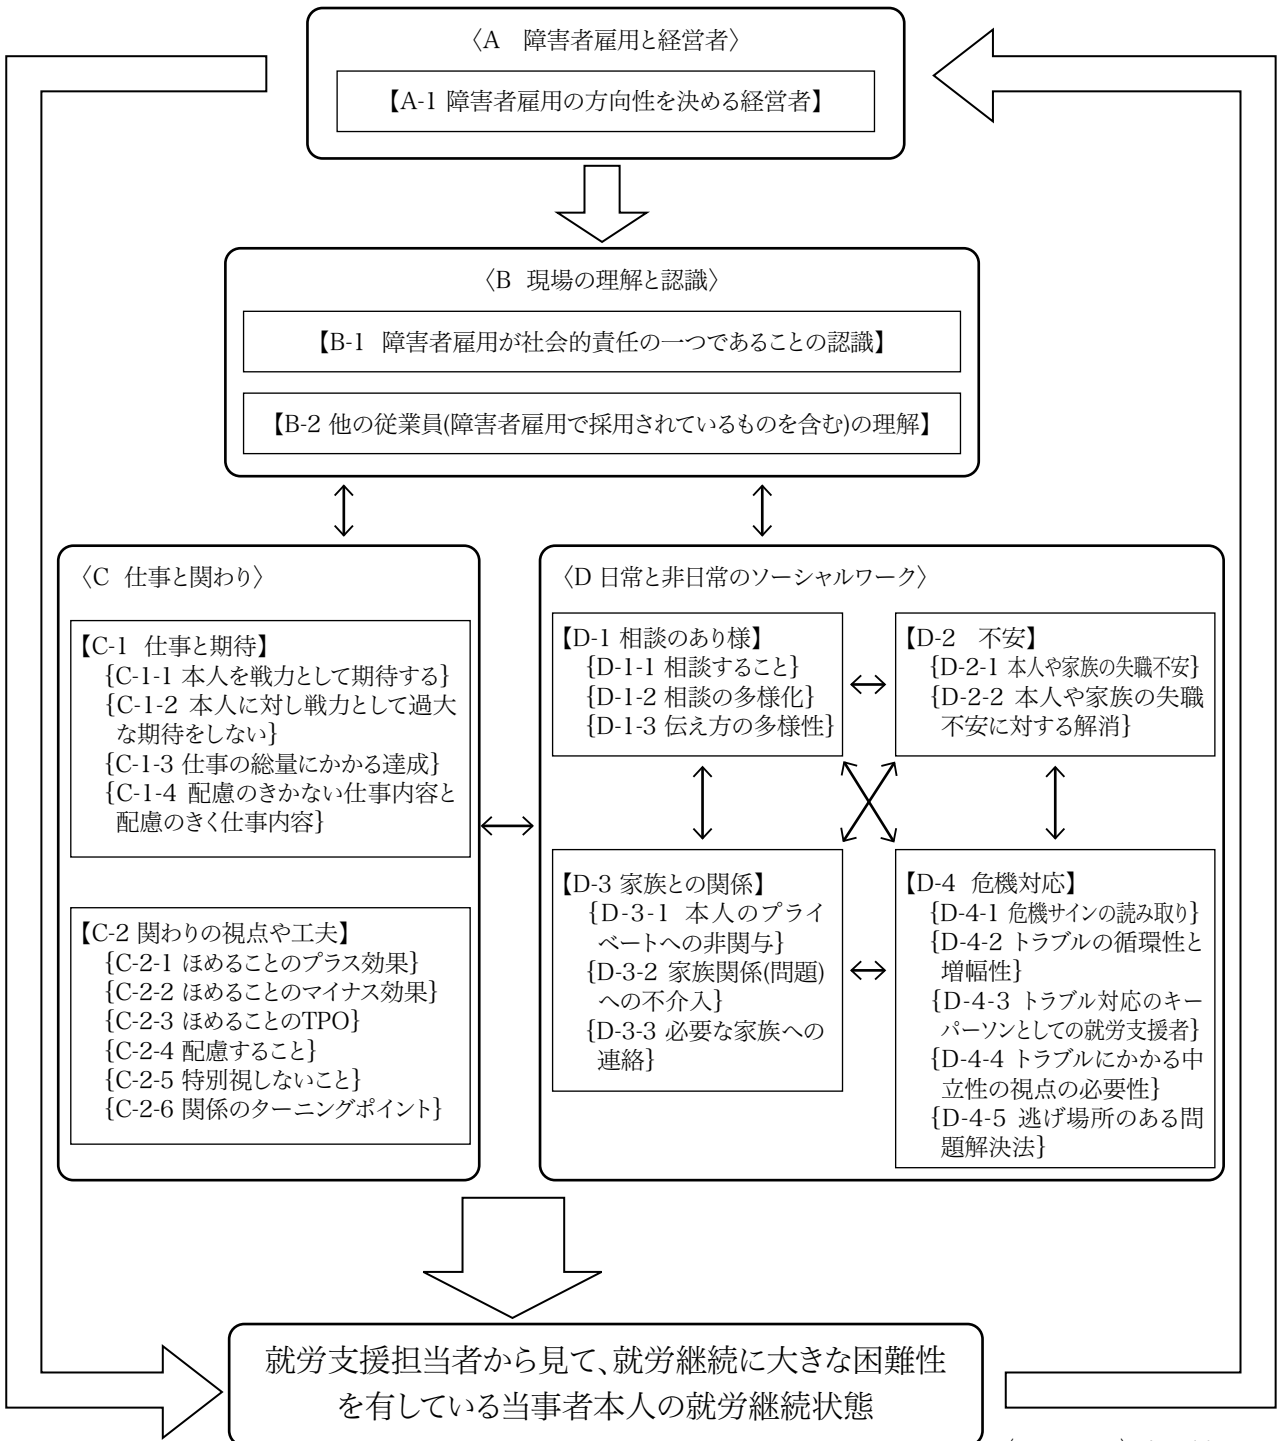 〈A 障害者雇用と経営者〉
【A-1 障害者雇用の方向性を決める経営者】
〈B 現場の理解と認識〉
【B-1 障害者雇用が社会的責任の一つであることの認識】
【B-2 他の従業員(障害者雇用で採用されているものを含む)の理解】
〈C 仕事と関わり〉
【C-1 仕事と期待】
{C-1-1 本人を戦力として期待する}
{C-1-2 本人に対し戦力として過大
な期待をしない}
{C-1-3 仕事の総量にかかる達成}
{C-1-4 配慮のきかない仕事内容と
配慮のきく仕事内容}
【C-2 関わりの視点や工夫】
{C-2-1 ほめることのプラス効果}
{C-2-2 ほめることのマイナス効果}
{C-2-3 ほめることのTPO}
{C-2-4 配慮すること}
{C-2-5 特別視しないこと}
{C-2-6 関係のターニングポイント}
〈D 日常と非日常のソーシャルワーク〉
【D-1 相談のあり様】
{D-1-1 相談すること}
{D-1-2 相談の多様化}
{D-1-3 伝え方の多様性}
【D-2 不安】
{D-2-1 本人や家族の失職不安}
{D-2-2 本人や家族の失職
不安に対する解消}
【D-3 家族との関係】
{D-3-1 本人のプライ
ベートへの非関与}
{D-3-2 家族関係(問題)
への不介入}
{D-3-3 必要な家族への
連絡}
【D-4 危機対応】
{D-4-1 危機サインの読み取り}
{D-4-2 トラブルの循環性と
増幅性}
{D-4-3 トラブル対応のキー
パーソンとしての就労支援者}
{D-4-4 トラブルにかかる中
立性の視点の必要性}
{D-4-5 逃げ場所のある問
題解決法}
就労支援担当者から見て、就労継続に大きな困難性
を有している当事者本人の就労継続状態